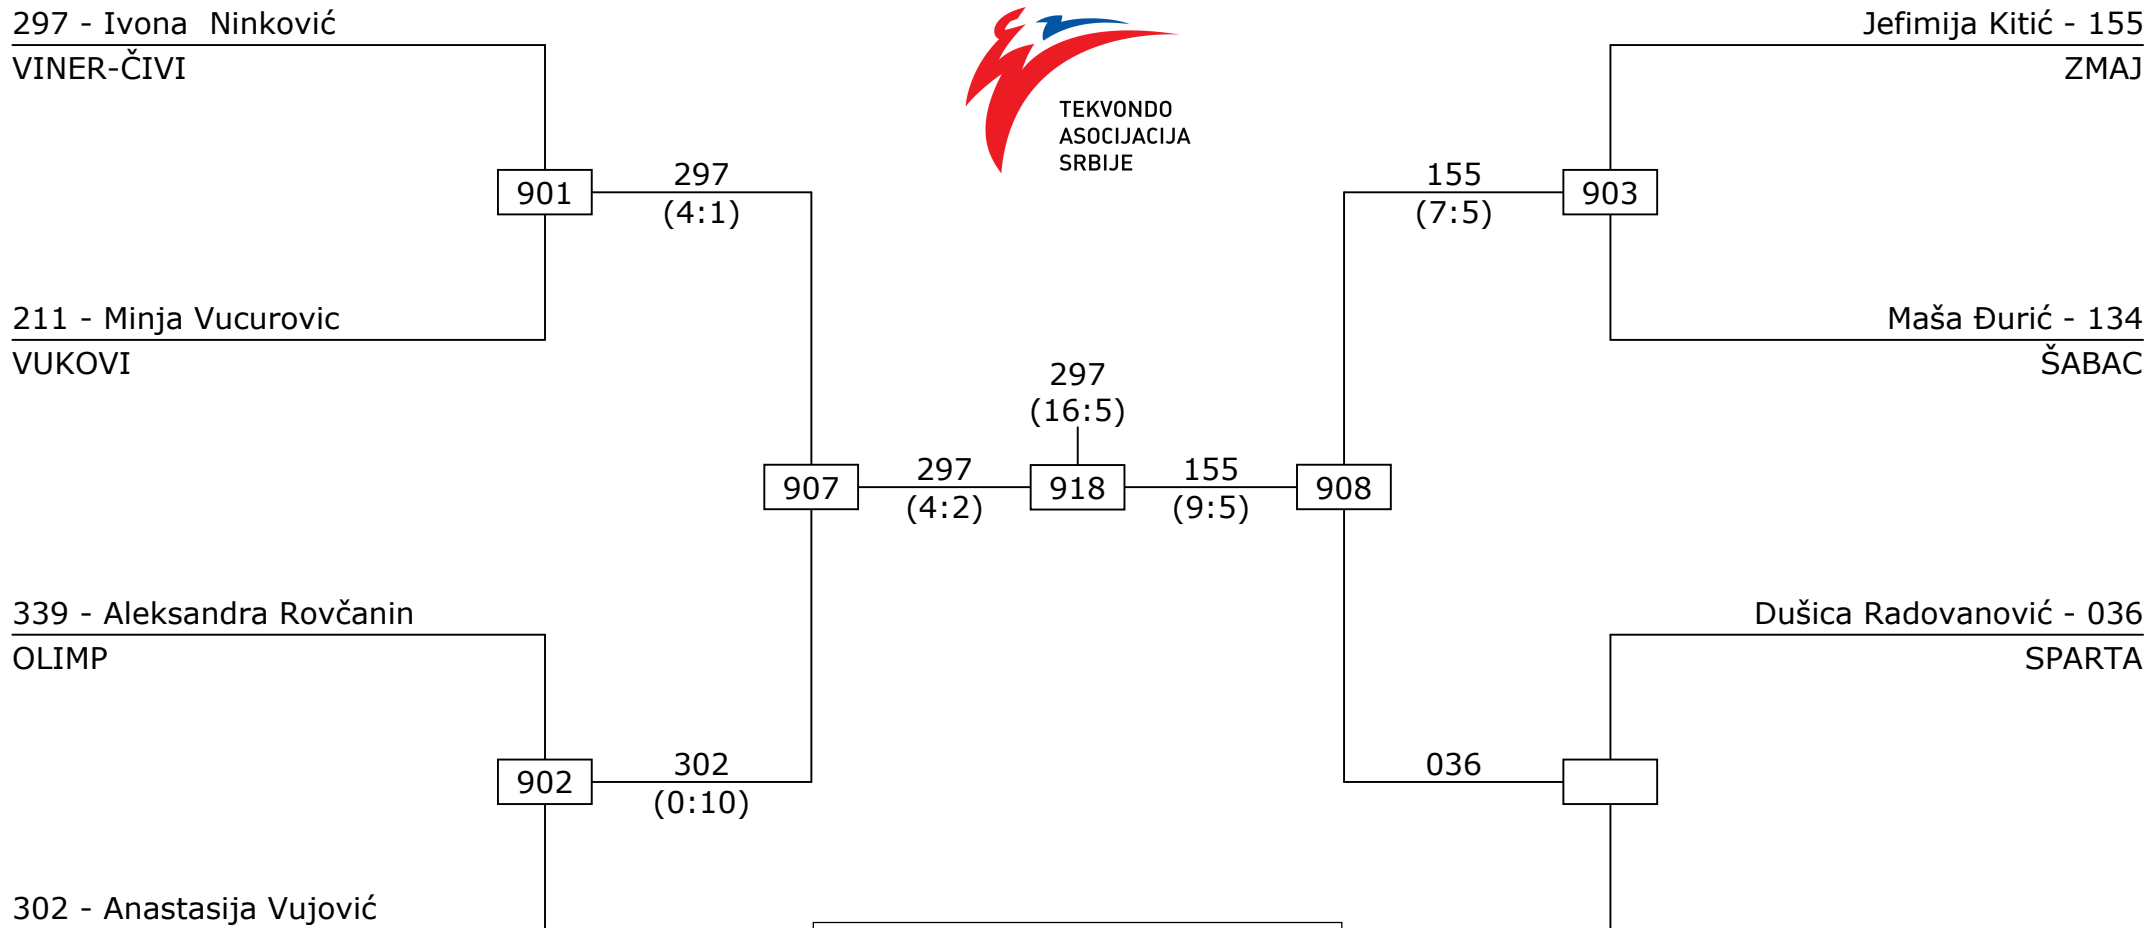 297 - Ivona  Ninković
VINER-ČIVI
Jefimija Kitić - 155
ZMAJ
TEKVONDO
ASOCIJACIJA
SRBIJE
901
297
(4:1)
155
(7:5)
903
211 - Minja Vucurovic
VUKOVI
Maša Đurić - 134
ŠABAC
297
(16:5)
907
297
(4:2)
918
155
(9:5)
908
339 - Aleksandra Rovčanin
OLIMP
Dušica Radovanović - 036
SPARTA
902
302
(0:10)
036
302 - Anastasija Vujović